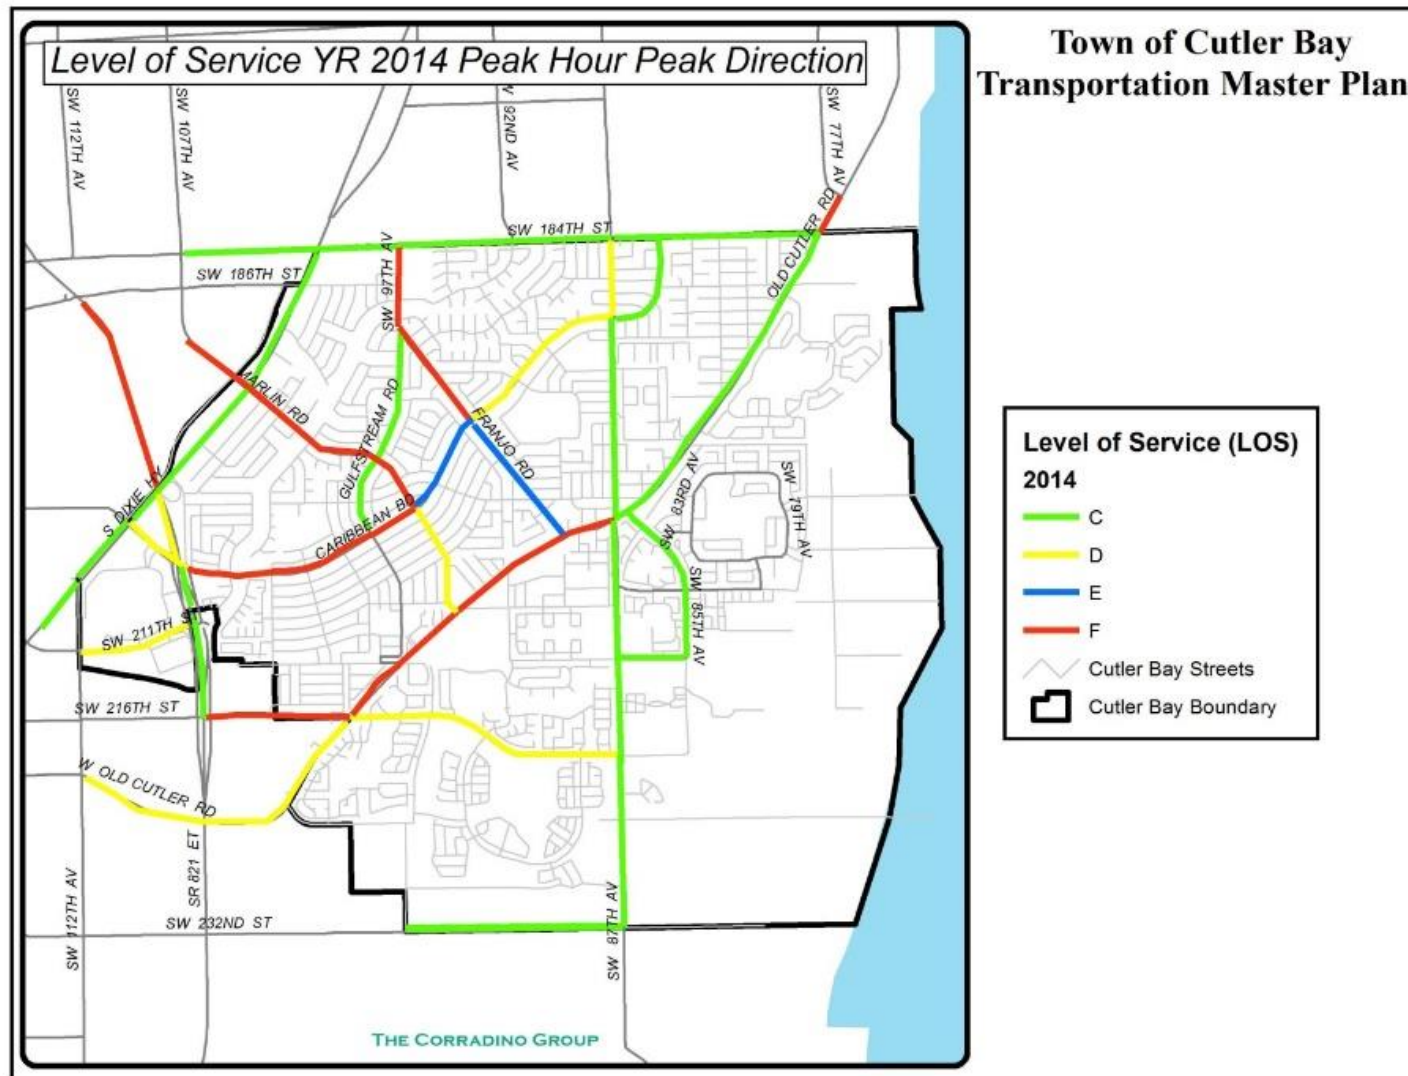 Level of Service YR 2014 Peak Hour Peak Direction
Town of Cutler Bay
Transportation Master Plan
SW 112TH AV
SW 107TH AV
92ND AV
SW 77TH AV
SW 184TH ST
OLD CUTLER RD
SW 186TH ST
SW 97TH AV
MARLIN RD
GULFSTREAM RD
FRANJO RD
S DIXIE HY
CARIBBEAN BD
SW 83RD AV
SW 79TH AV
SW 85TH AV
SW 211TH ST
SW 216TH ST
W OLD CUTLER RD
SR 821 ET
SW 112TH AV
SW 232ND ST
SW 87TH AV
THE CORRADINO GROUP
Level of Service (LOS)
2014
C
D
E
F
Cutler Bay Streets
Cutler Bay Boundary